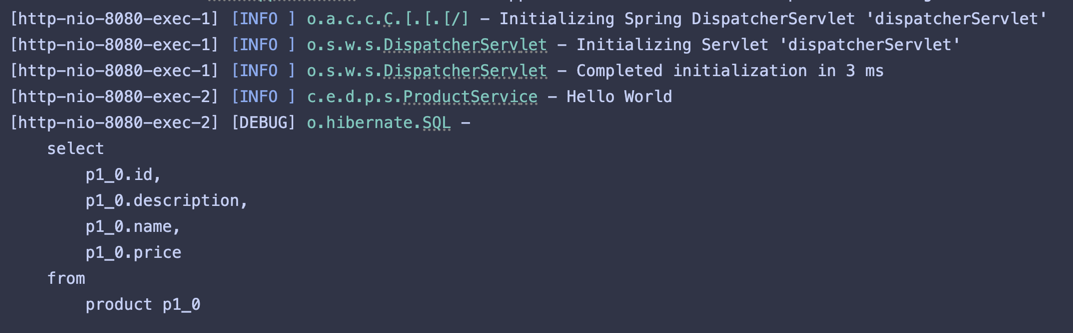 [http-nio-8080-exec-1] [INFO ] o.a.c.c.C.[.[.[/] - Initializing Spring DispatcherServlet 'dispatcherServlet'
[http-nio-8080-exec-1] [INFO ] o.s.w.s.DispatcherServlet - Initializing Servlet 'dispatcherServlet'
[http-nio-8080-exec-1] [INFO ] o.s.w.s.DispatcherServlet - Completed initialization in 3 ms
[http-nio-8080-exec-2] [INFO ] c.e.d.p.s.ProductService - Hello World
[http-nio-8080-exec-2] [DEBUG] o.hibernate.SQL -
    select
        p1_0.id,
        p1_0.description,
        p1_0.name,
        p1_0.price
    from
        product p1_0